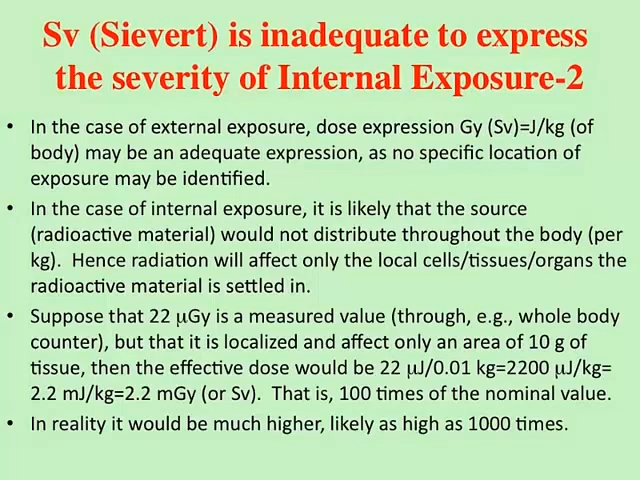 Sv (Sievert) is inadequate to express
the severity of Internal Exposure-2
• In the case of external exposure, dose expression Gy (Sv)=J/kg (of
body) may be an adequate expression, as no specific location of
exposure may be identified.
• In the case of internal exposure, it is likely that the source
(radioactive material) would not distribute throughout the body (per
kg). Hence radiation will affect only the local cells/tissues/organs the
radioactive material is settled in.
• Suppose that 22 μGy is a measured value (through, e.g., whole body
counter), but that it is localized and affect only an area of 10 g of
tissue, then the effective dose would be 22 μJ/0.01 kg=2200 μJ/kg=
2.2 mJ/kg=2.2 mGy (or Sv). That is, 100 times of the nominal value.
• In reality it would be much higher, likely as high as 1000 times.